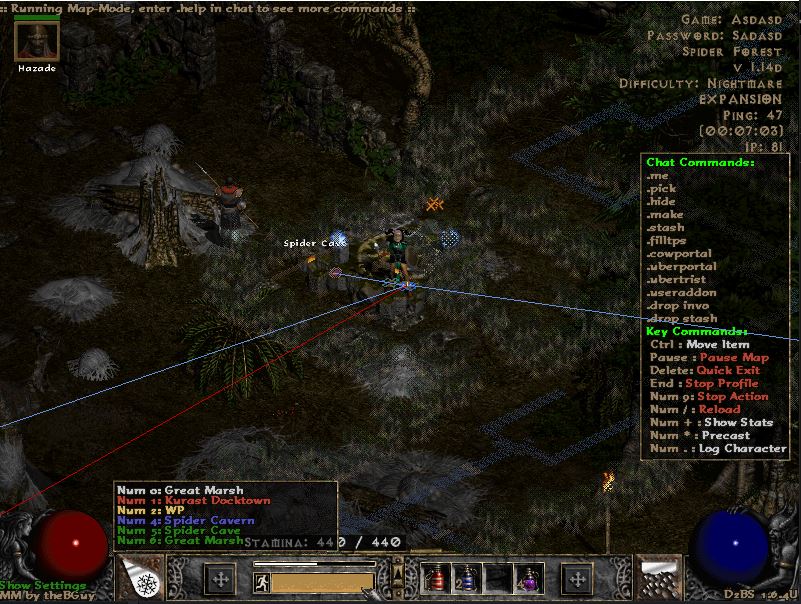 :: Running Map-Mode, enter .help in chat to see more commands ::
Hazade
Game: Asdasd
Password: Sadasd
Spider Forest
v 1.14d
Difficulty: Nightmare
EXPANSION
Ping: 47
(00:07:03)
IP: 81
Chat Commands:
.me
.pick
.hide
.make
.stash
.filltps
.cowportal
.uberportal
.ubertrist
.useraddon
.drop invo
.drop stash
Key Commands:
Ctrl : Move Item
Pause : Pause Map
Delete: Quick Exit
End : Stop Profile
Num 9: Stop Action
Num / : Reload
Num + : Show Stats
Num * : Precast
Num . : Log Character
Spider Cave
Num 0: Great Marsh
Num 1: Kurast Docktown
Num 2: WP
Num 4: Spider Cavern
Num 5: Spider Cave
Num 6: Great Marsh
Stamina: 440 / 440
Show Settings
MM by theBGuy
2
4
D2BS 1.6.4U